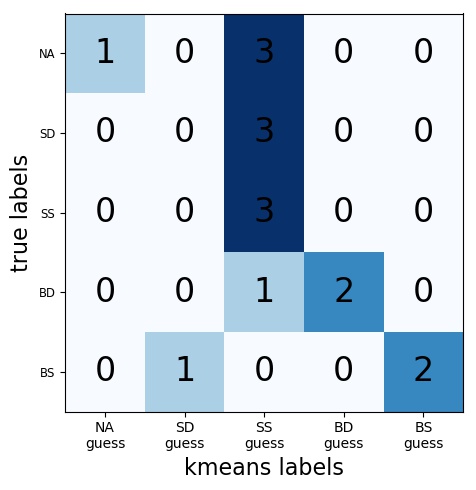 NA 1 0 3 0 0
SD 0 0 3 0 0
SS 0 0 3 0 0
BD 0 0 1 2 0
BS 0 1 0 0 2
NA SD SS BD BS
guess guess guess guess guess
kmeans labels
true labels